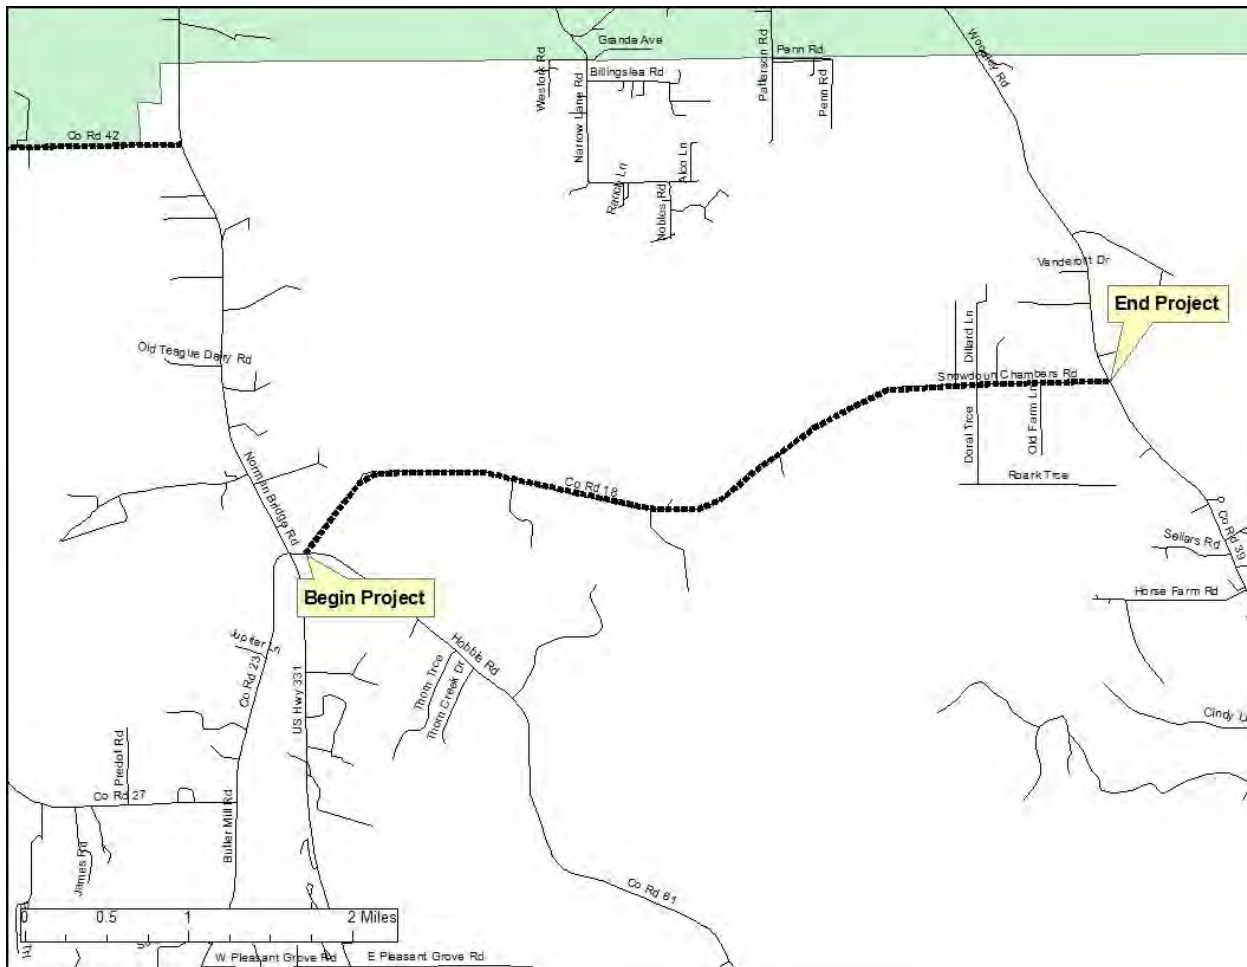 Grande Ave
Woodley Rd
Patterson Rd
Penn Rd
Westfork Rd
Billingslea Rd
Narrow Lane Rd
Penn Rd
Co Rd 42
Alco Ln
Randy Ln
Nobles Rd
Vanderbilt Dr
End Project
Old Teague Dairy Rd
Dillard Ln
Snowdoun Chambers Rd
Doral Trce
Old Farm Ln
Norman Bridge Rd
Roark Trce
Co Rd 18
Co Rd 39
Sellars Rd
Begin Project
Horse Farm Rd
Jupiter Ln
Hobbie Rd
Co Rd 23
Thorn Trce
Thorn Creek Dr
US Hwy 331
Cindy
Co Rd 27
Butler Mill Rd
James Rd
Co Rd 61
0 0.5 1 2 Miles
W Pleasant Grove Rd
E Pleasant Grove Rd